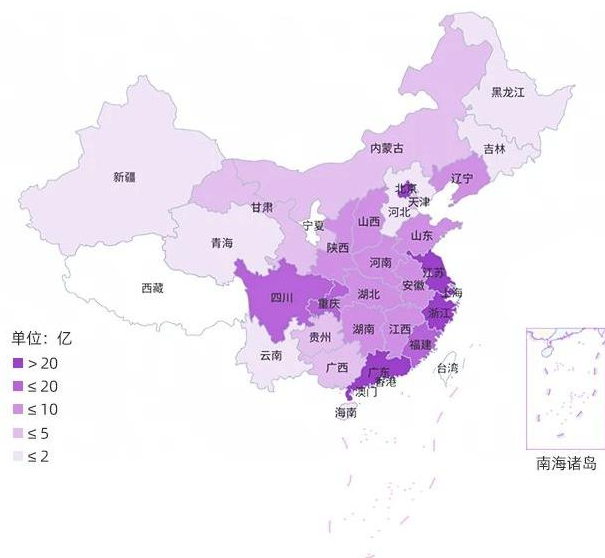 黑龙江
吉林
内蒙古
辽宁
北京
天津
河北
新疆
甘肃
宁夏
山西
青海
陕西
山东
河南
西藏
江苏
安徽
上海
四川
重庆
湖北
浙江
湖南
江西
贵州
福建
云南
广西
广东
香港
澳门
台湾
海南
单位：亿
> 20
≤ 20
≤ 10
≤ 5
≤ 2
南海诸岛